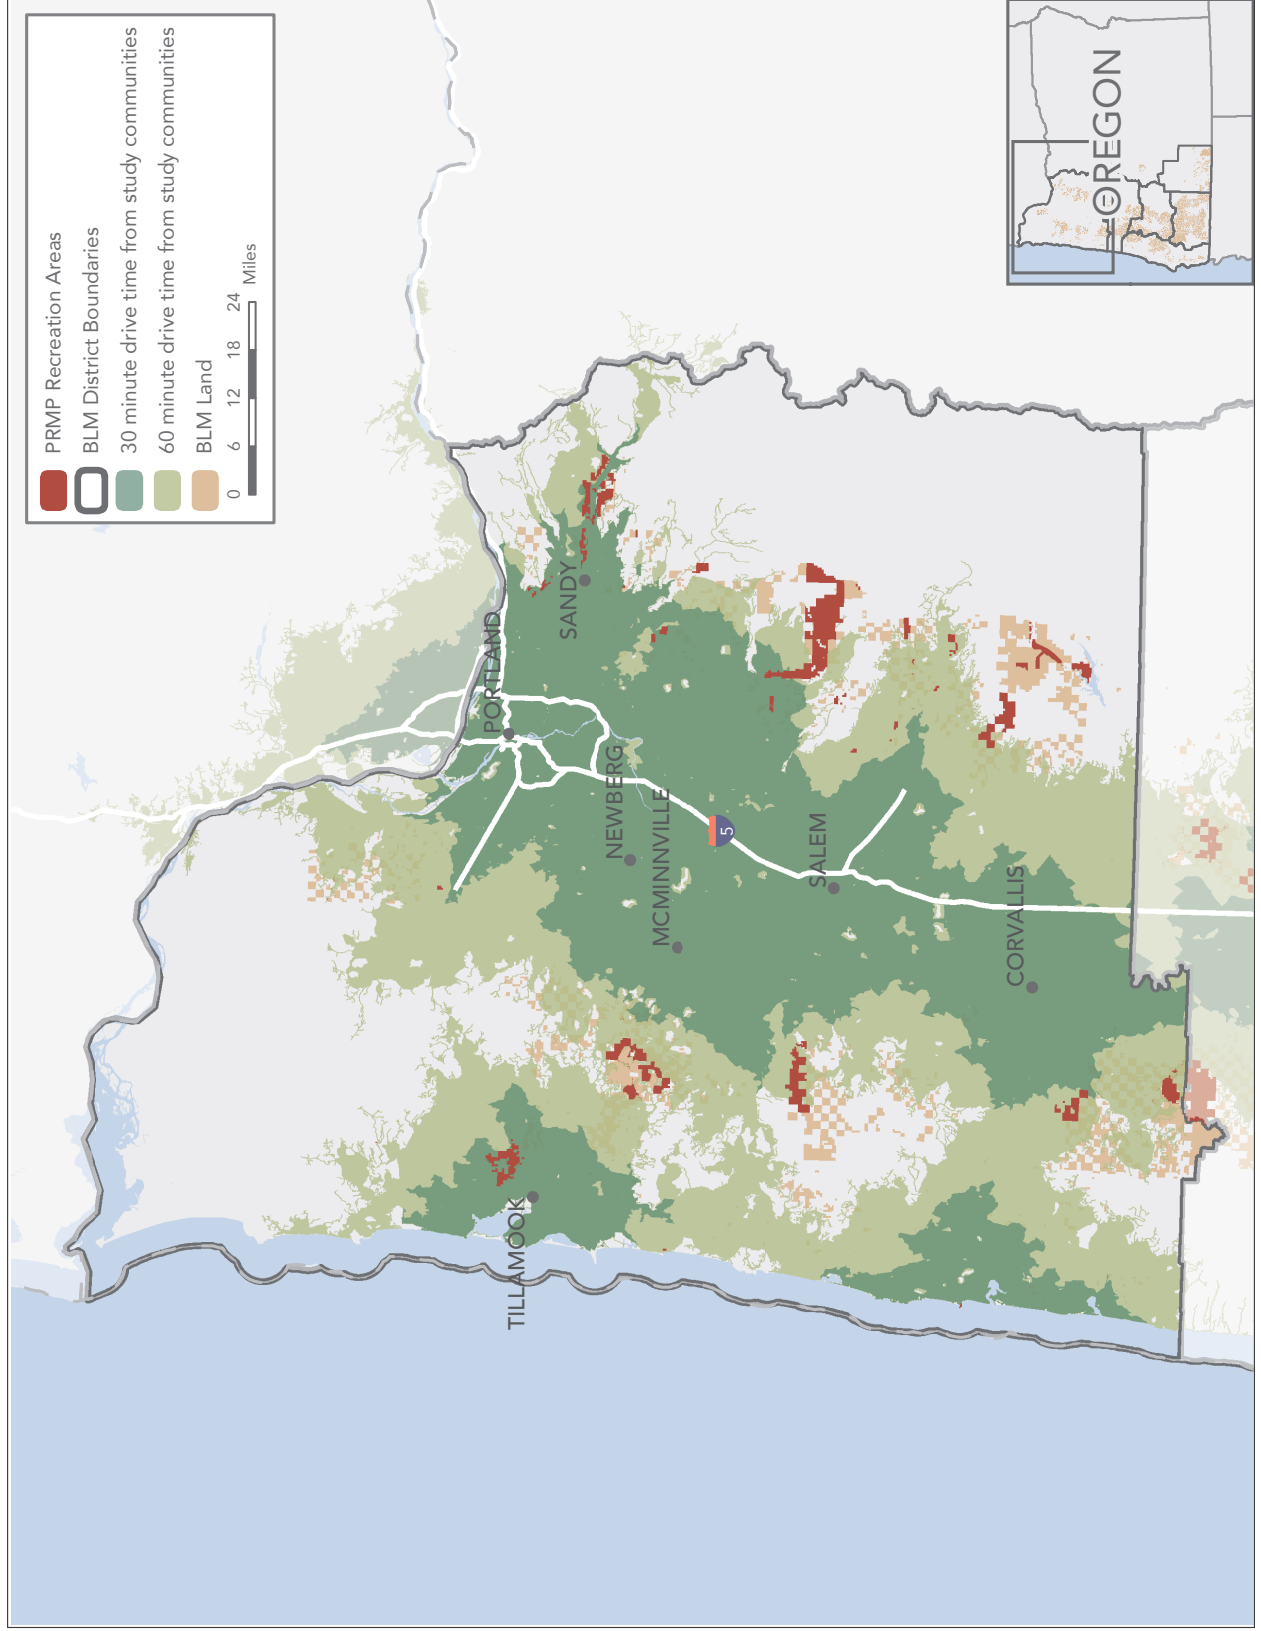 PRMP Recreation Areas
BLM District Boundaries
30 minute drive time from study communities
60 minute drive time from study communities
BLM Land
0 6 12 18 24
Miles
OREGON
PORTLAND
SANDY
TILLAMOOK
NEWBERG
MCMINNVILLE
5
SALEM
CORVALLIS